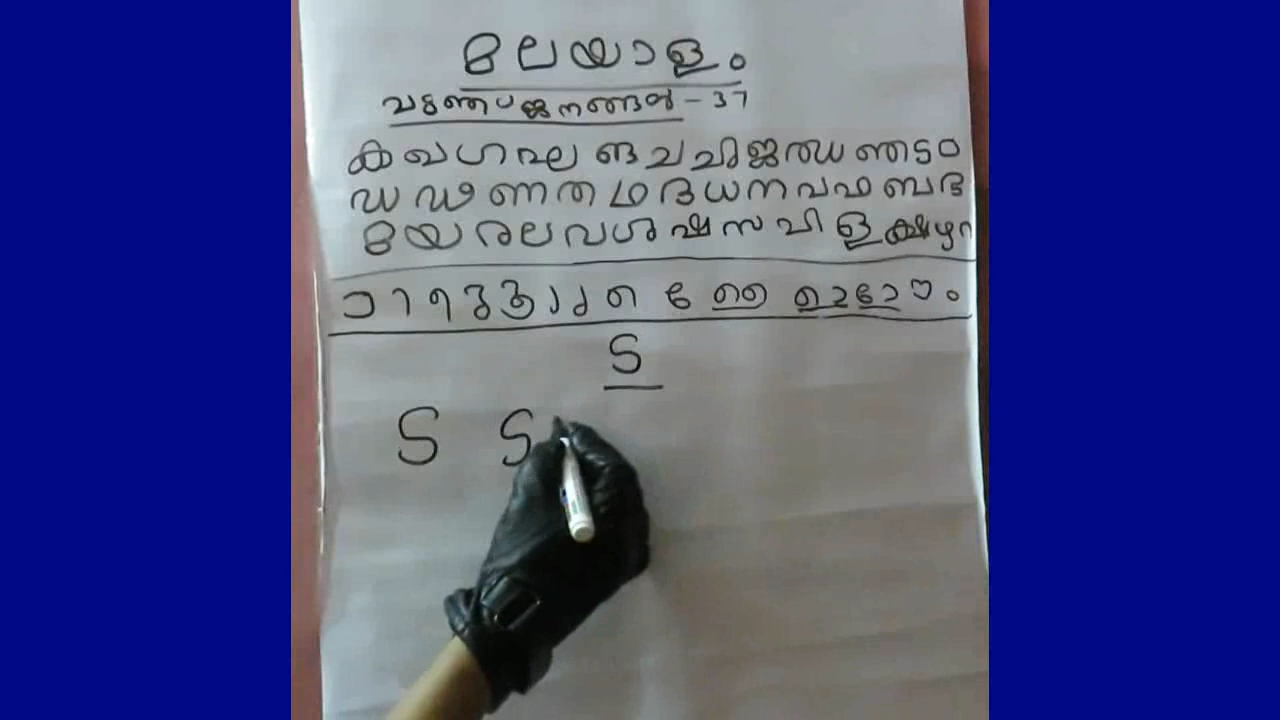 മലയാളം
വ്യഞ്ജനങ്ങൾ - 37
ക ഖ ഗ ഘ ങ ച ഛ ജ ഝ ഞ ട ഠ
ഡ ഢ ണ ത ഥ ദ ധ ന പ ഫ ബ ഭ
മ യ ര ല വ ശ ഷ സ ഹ ള ക്ഷ ഴ റ
ട
ട ട